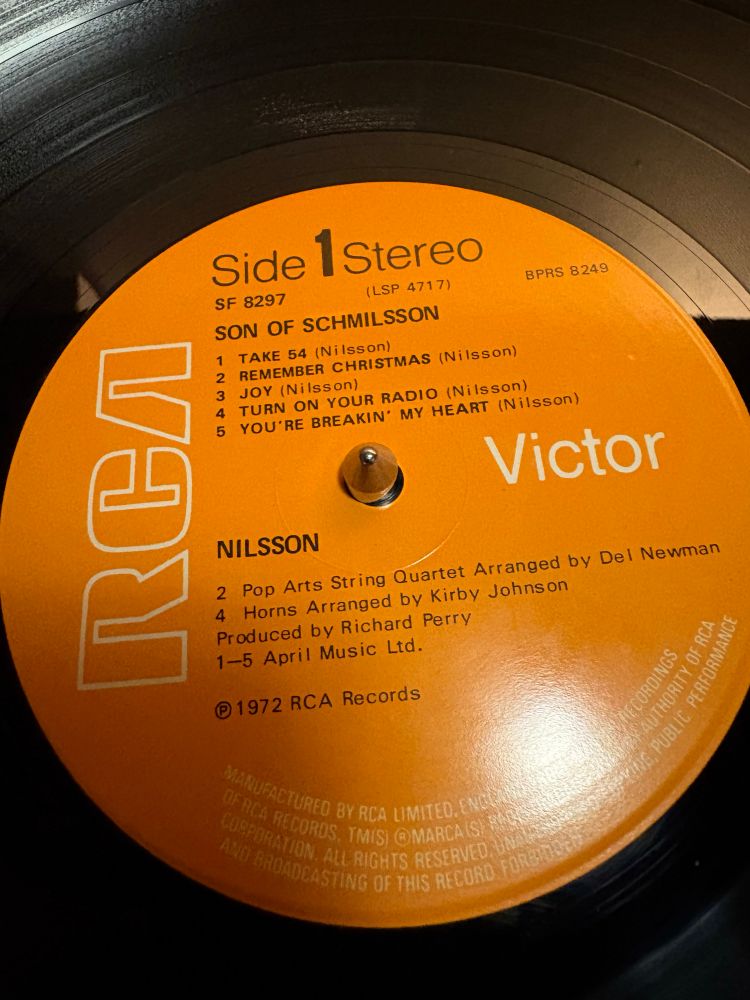 Side 1 Stereo
SF 8297 (LSP 4717) BPRS 8249
SON OF SCHMILSSON
1 TAKE 54 (Nilsson)
2 REMEMBER CHRISTMAS (Nilsson)
3 JOY (Nilsson)
4 TURN ON YOUR RADIO (Nilsson)
5 YOU'RE BREAKIN' MY HEART (Nilsson)
RCA
Victor
NILSSON
2 Pop Arts String Quartet Arranged by Del Newman
4 Horns Arranged by Kirby Johnson
Produced by Richard Perry
1—5 April Music Ltd.
℗ 1972 RCA Records
MANUFACTURED BY RCA LIMITED, RECORDINGS
OF RCA RECORDS, TM(S) ® MARCA(S) AUTHORITY OF RCA
CORPORATION. ALL RIGHTS RESERVED. PUBLIC PERFORMANCE
AND BROADCASTING OF THIS RECORD